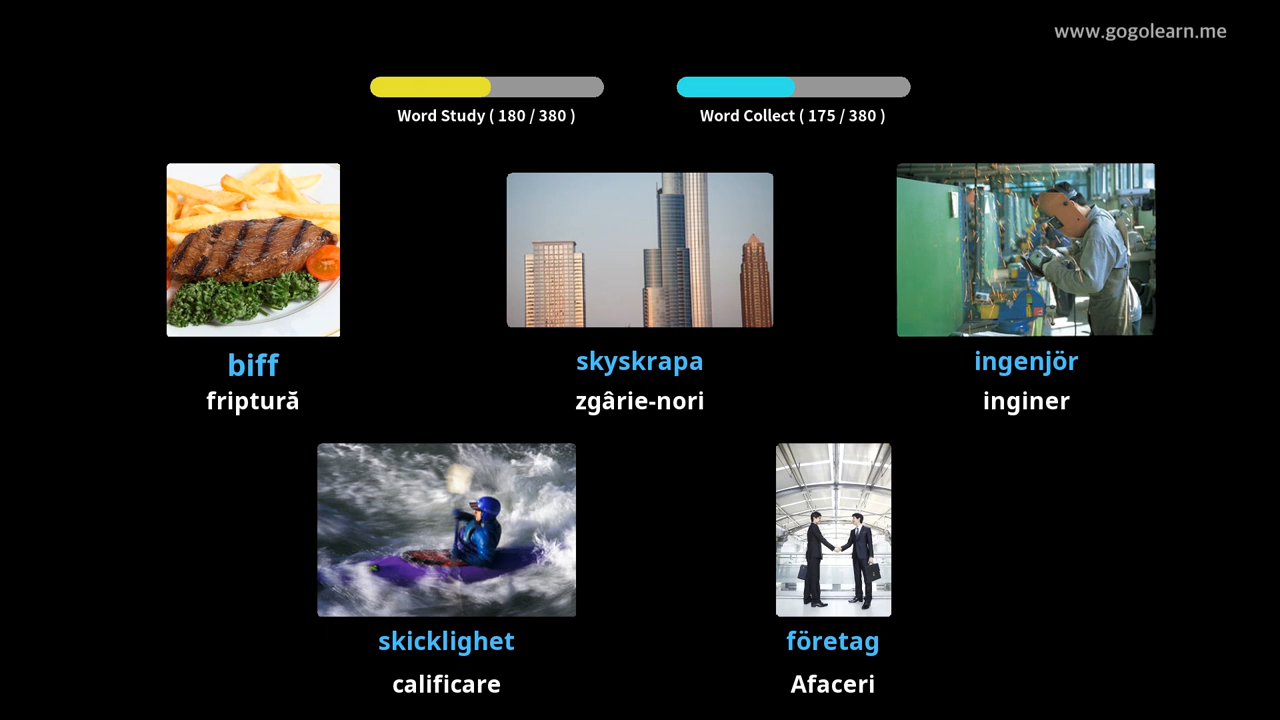 www.gogolearn.me
Word Study ( 180 / 380 )
Word Collect ( 175 / 380 )
biff
friptură
skyskrapa
zgârie-nori
ingenjör
inginer
skicklighet
calificare
företag
Afaceri